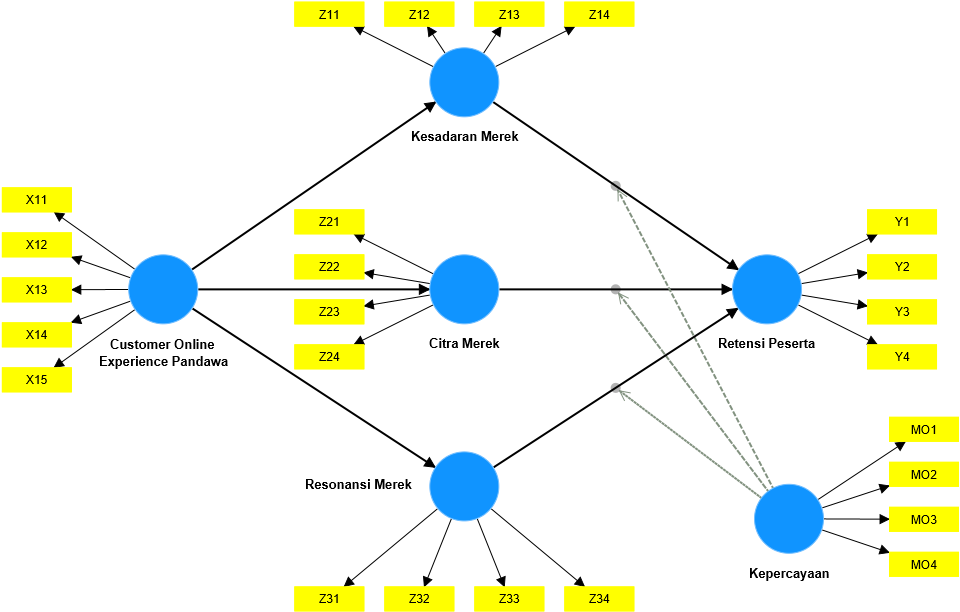 Z11
Z12
Z13
Z14
Kesadaran Merek
X11
X12
X13
X14
X15
Customer Online
Experience Pandawa
Z21
Z22
Z23
Z24
Citra Merek
Y1
Y2
Y3
Y4
Retensi Peserta
Resonansi Merek
Z31
Z32
Z33
Z34
MO1
MO2
MO3
MO4
Kepercayaan